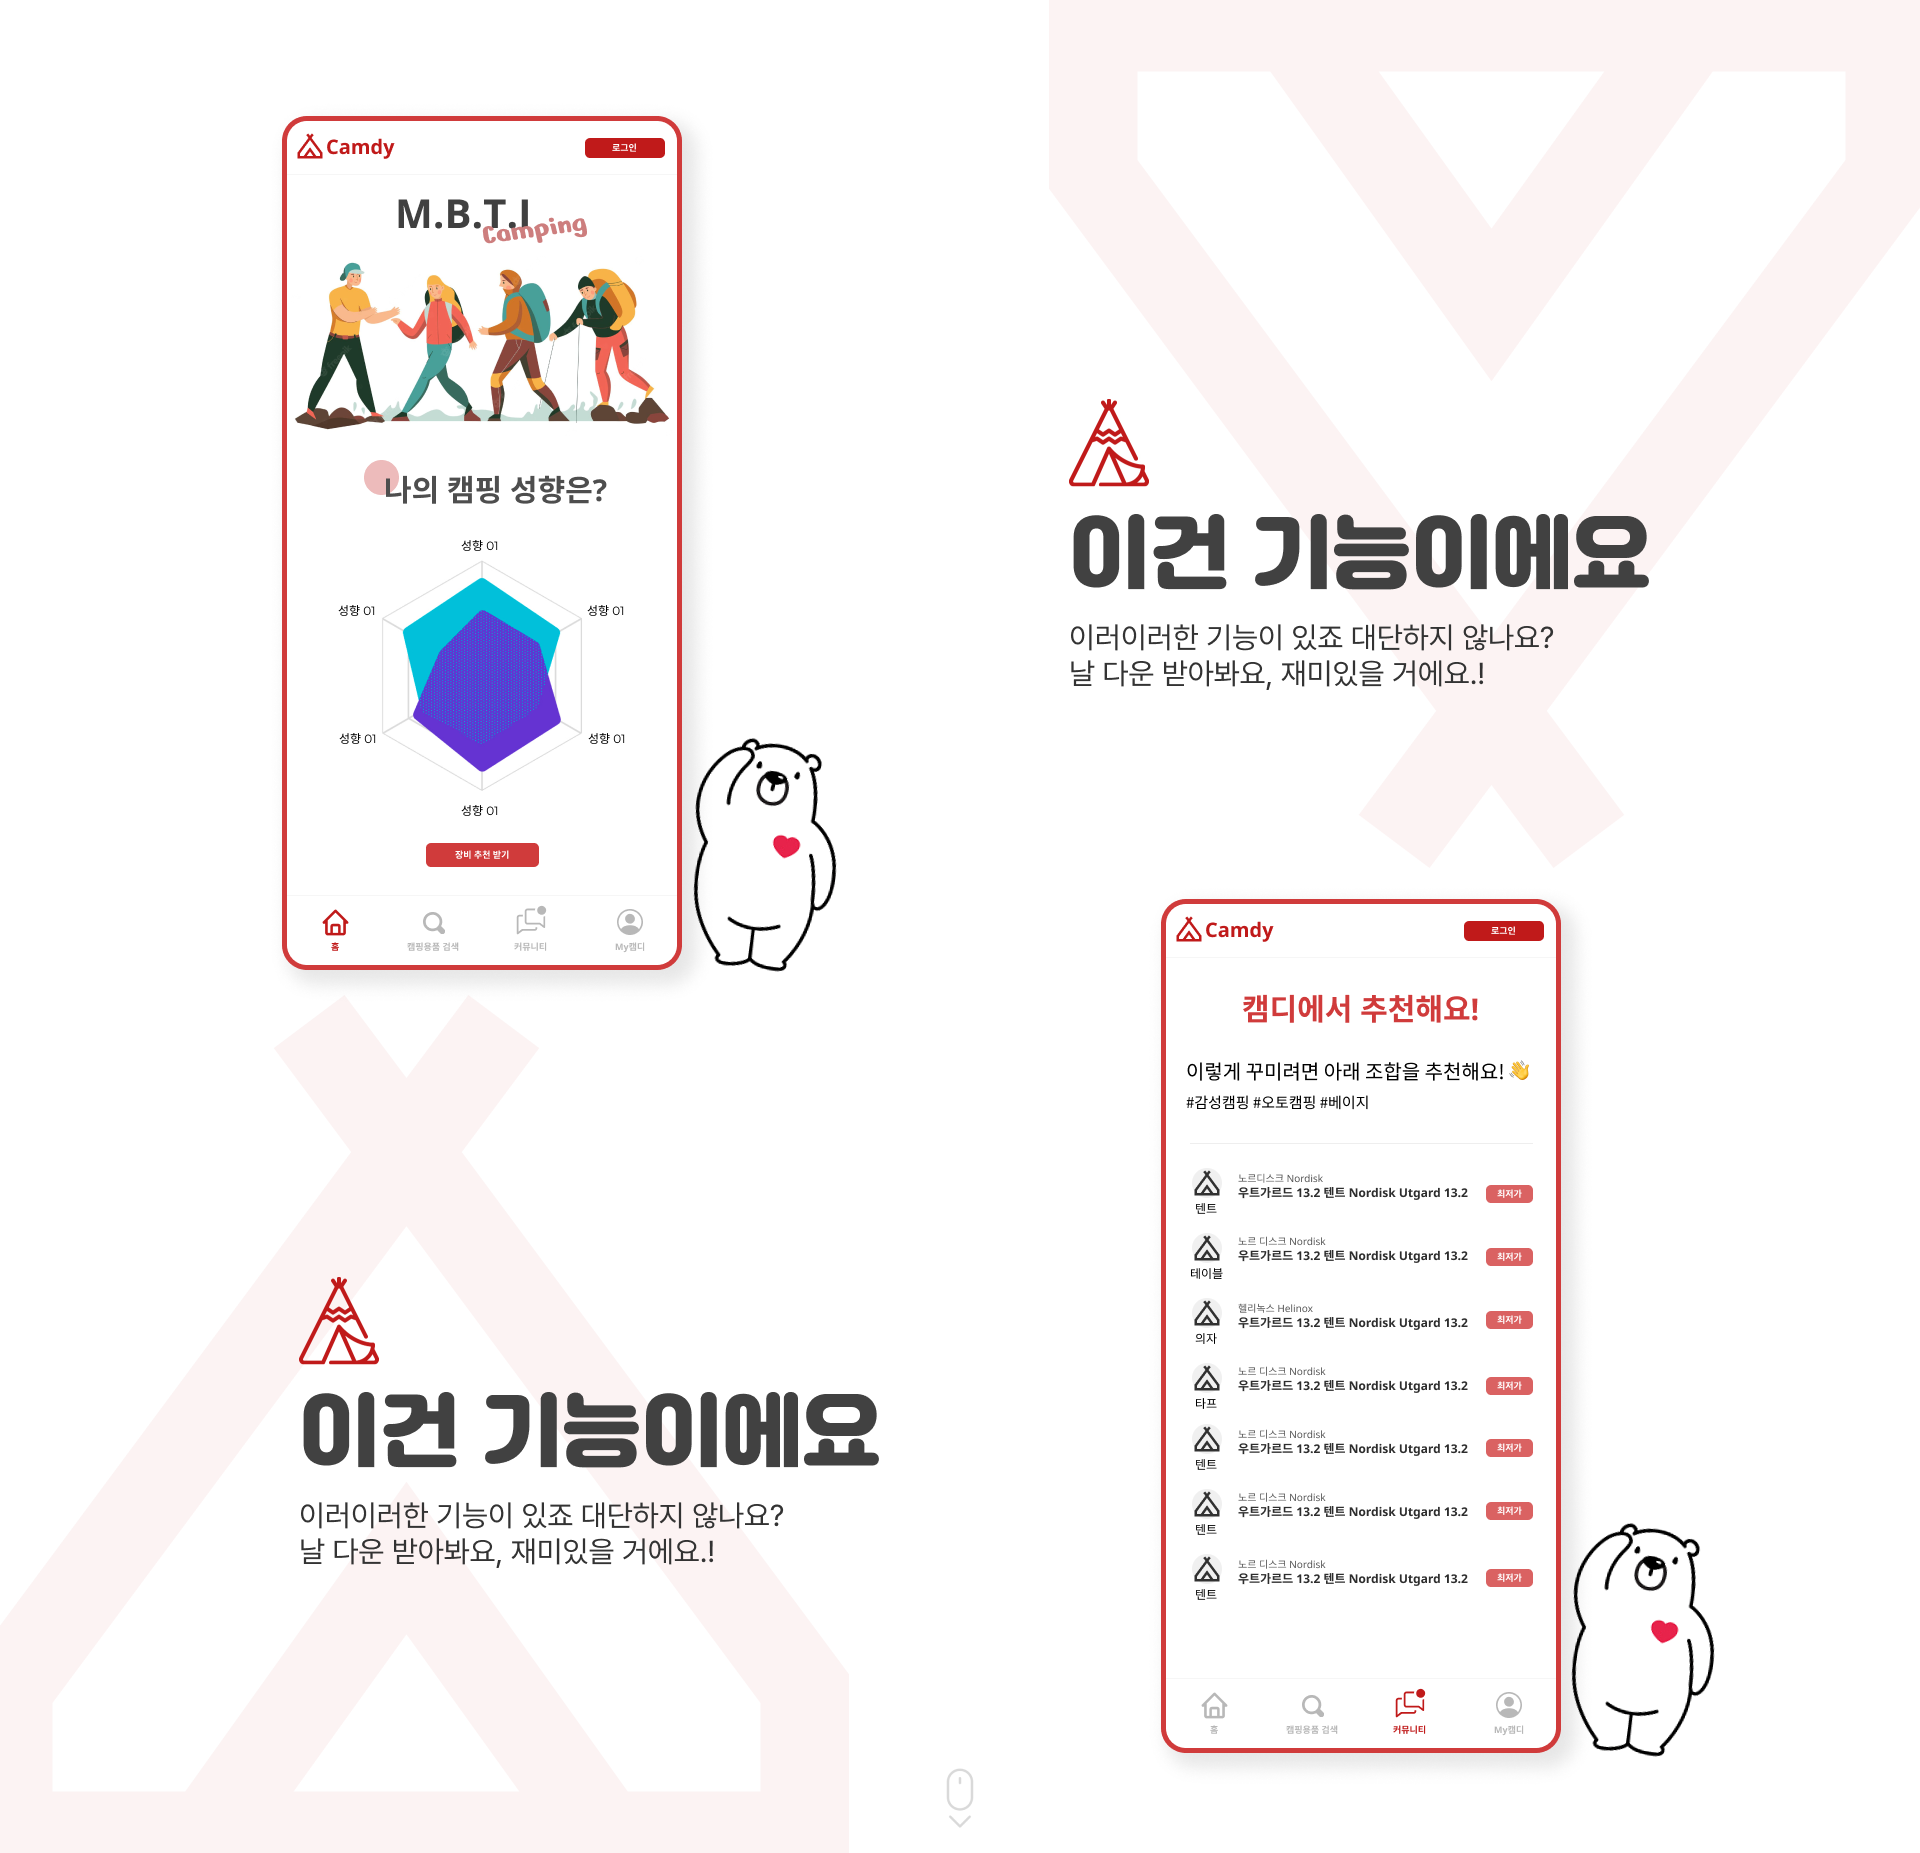 Camdy
로그인
M.B.T.I
Camping
나의 캠핑 성향은?
성향 01
성향 01
성향 01
성향 01
성향 01
성향 01
장비 추천 받기
홈
캠핑용품 검색
커뮤니티
My캠디
이건 기능이에요
이러이러한 기능이 있죠 대단하지 않나요?
날 다운 받아봐요, 재미있을 거에요.!
이건 기능이에요
이러이러한 기능이 있죠 대단하지 않나요?
날 다운 받아봐요, 재미있을 거에요.!
Camdy
로그인
캠디에서 추천해요!
이렇게 꾸미려면 아래 조합을 추천해요! 👋
#감성캠핑 #오토캠핑 #베이지
노르디스크 Nordisk
우트가르드 13.2 텐트 Nordisk Utgard 13.2
최저가
텐트
노르 디스크 Nordisk
우트가르드 13.2 텐트 Nordisk Utgard 13.2
최저가
테이블
헬리녹스 Helinox
우트가르드 13.2 텐트 Nordisk Utgard 13.2
최저가
의자
노르 디스크 Nordisk
우트가르드 13.2 텐트 Nordisk Utgard 13.2
최저가
타프
노르 디스크 Nordisk
우트가르드 13.2 텐트 Nordisk Utgard 13.2
최저가
텐트
노르 디스크 Nordisk
우트가르드 13.2 텐트 Nordisk Utgard 13.2
최저가
텐트
노르 디스크 Nordisk
우트가르드 13.2 텐트 Nordisk Utgard 13.2
최저가
텐트
홈
캠핑용품 검색
커뮤니티
My캠디